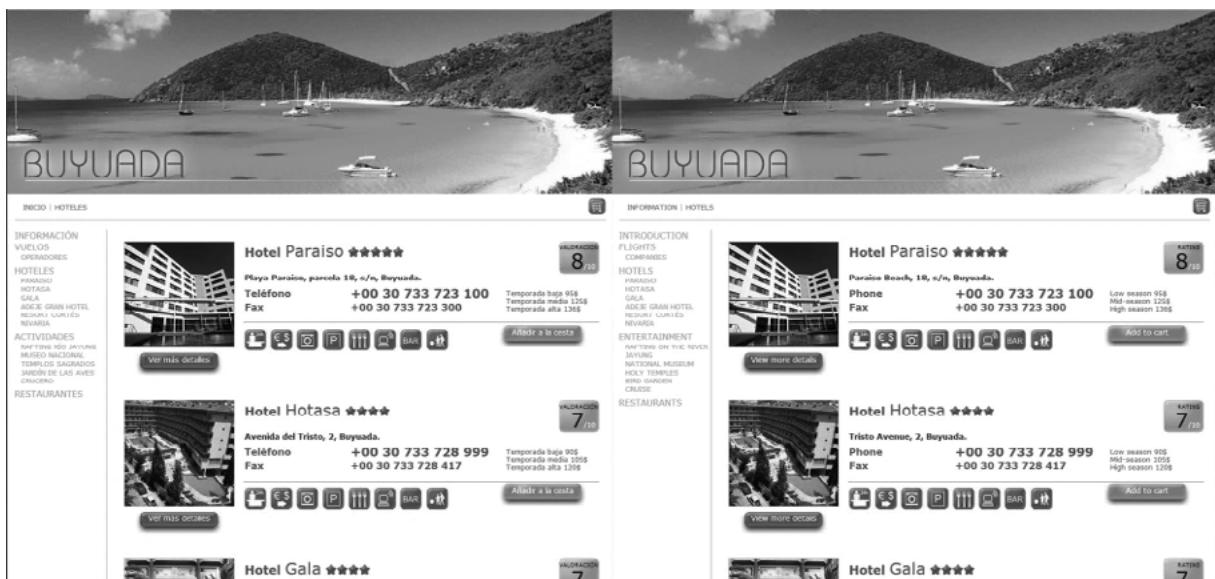 BUYUADA
INICIO | HOTELES
INFORMACIÓN
VUELOS
OPERADORES
HOTELES
PARAISO
HOTASA
GALA
ADEJE GRAN HOTEL
RESORT CORTÉS
NIVARIA
ACTIVIDADES
RAFTING RÍO JAYUNG
MUSEO NACIONAL
TEMPLOS SAGRADOS
JARDÍN DE LAS AVES
CRUCERO
RESTAURANTES
Hotel Paraiso
VALORACIÓN
8/10
Playa Paraiso, parcela 18, s/n, Buyuada.
Teléfono +00 30 733 723 100
Fax +00 30 733 723 300
Temporada baja 95$
Temporada media 125$
Temporada alta 136$
€ $ P BAR
Añadir a la cesta
Ver más detalles
Hotel Hotasa
VALORACIÓN
7/10
Avenida del Tristo, 2, Buyuada.
Teléfono +00 30 733 728 999
Fax +00 30 733 728 417
Temporada baja 90$
Temporada media 105$
Temporada alta 120$
€ $ P BAR
Añadir a la cesta
Ver más detalles
Hotel Gala
VALORACIÓN
7
BUYUADA
INFORMATION | HOTELS
INTRODUCTION
FLIGHTS
COMPANIES
HOTELS
PARAISO
HOTASA
GALA
ADEJE GRAN HOTEL
RESORT CORTÉS
NIVARIA
ENTERTAINMENT
RAFTING ON THE RIVER
JAYUNG
NATIONAL MUSEUM
HOLY TEMPLES
BIRD GARDEN
CRUISE
RESTAURANTS
Hotel Paraiso
RATING
8/10
Paraiso Beach, 18, s/n, Buyuada.
Phone +00 30 733 723 100
Fax +00 30 733 723 300
Low season 95$
Mid-season 125$
High season 136$
€ $ P BAR
Add to cart
View more details
Hotel Hotasa
RATING
7/10
Tristo Avenue, 2, Buyuada.
Phone +00 30 733 728 999
Fax +00 30 733 728 417
Low season 90$
Mid-season 105$
High season 120$
€ $ P BAR
Add to cart
View more details
Hotel Gala
RATING
7